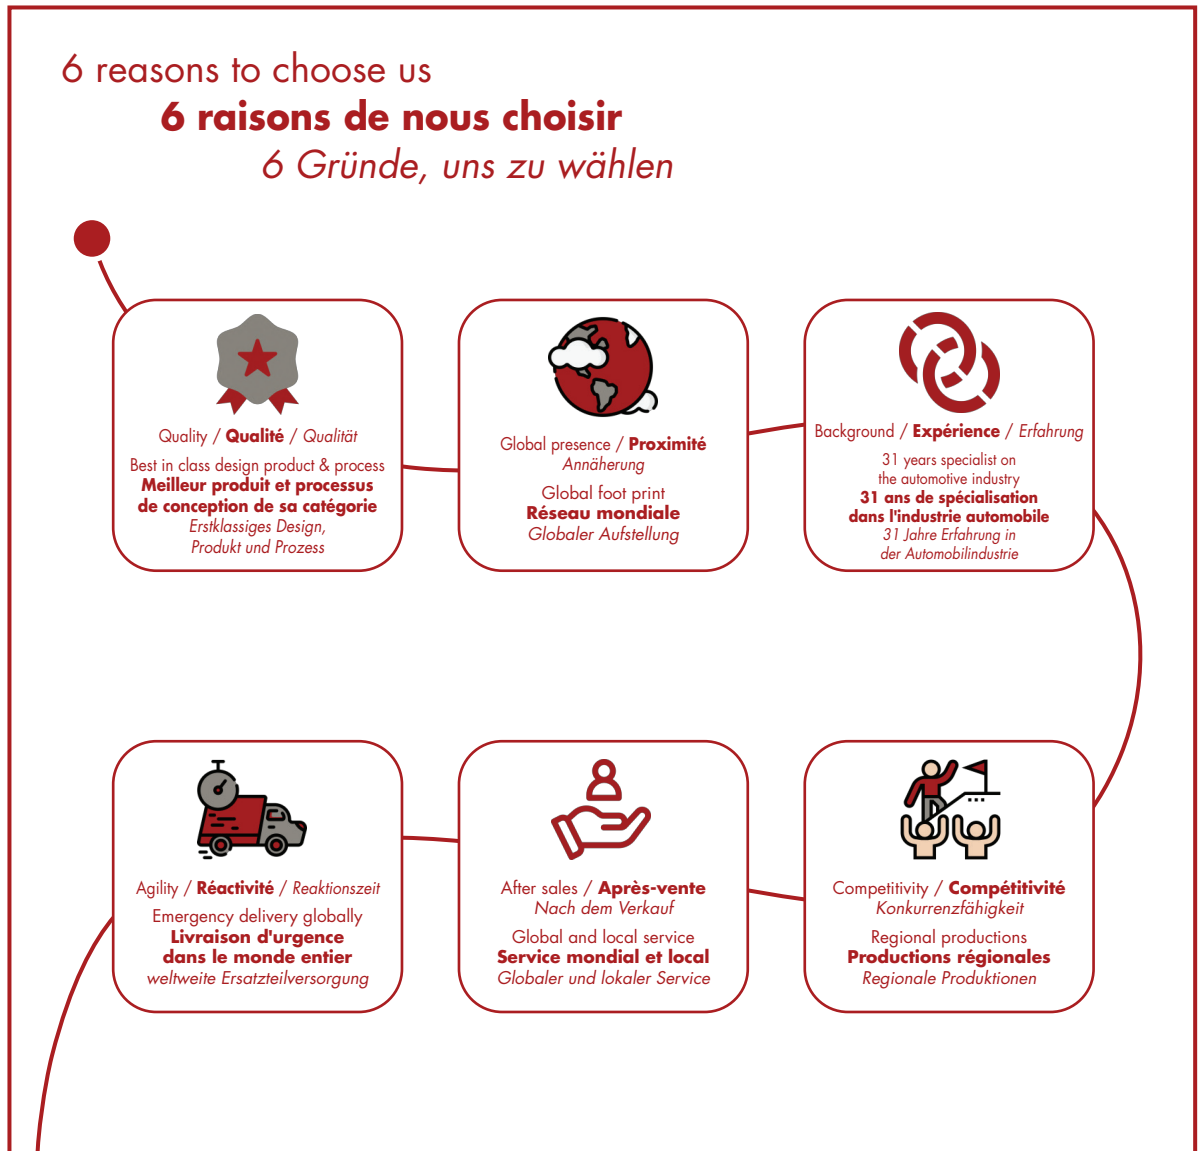 6 reasons to choose us
6 raisons de nous choisir
6 Gründe, uns zu wählen
Quality / Qualité / Qualität
Best in class design product & process
Meilleur produit et processus
de conception de sa catégorie
Erstklassiges Design,
Produkt und Prozess
Global presence / Proximité
Annäherung
Global foot print
Réseau mondiale
Globaler Aufstellung
Background / Expérience / Erfahrung
31 years specialist on
the automotive industry
31 ans de spécialisation
dans l'industrie automobile
31 Jahre Erfahrung in
der Automobilindustrie
Agility / Réactivité / Reaktionszeit
Emergency delivery globally
Livraison d'urgence
dans le monde entier
weltweite Ersatzteilversorgung
After sales / Après-vente
Nach dem Verkauf
Global and local service
Service mondial et local
Globaler und lokaler Service
Competitivity / Compétitivité
Konkurrenzfähigkeit
Regional productions
Productions régionales
Regionale Produktionen